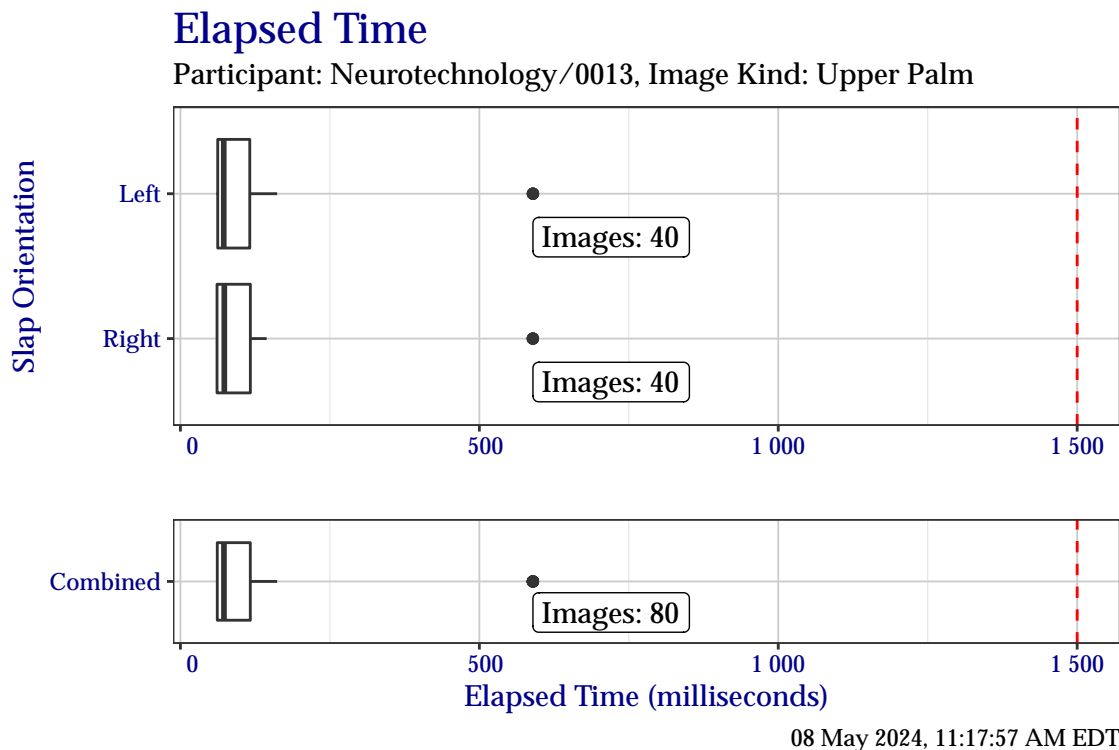 Elapsed Time
Participant: Neurotechnology/0013, Image Kind: Upper Palm
Slap Orientation
Left
Images: 40
Right
Images: 40
0 500 1 000 1 500
Combined
Images: 80
0 500 1 000 1 500
Elapsed Time (milliseconds)
08 May 2024, 11:17:57 AM EDT